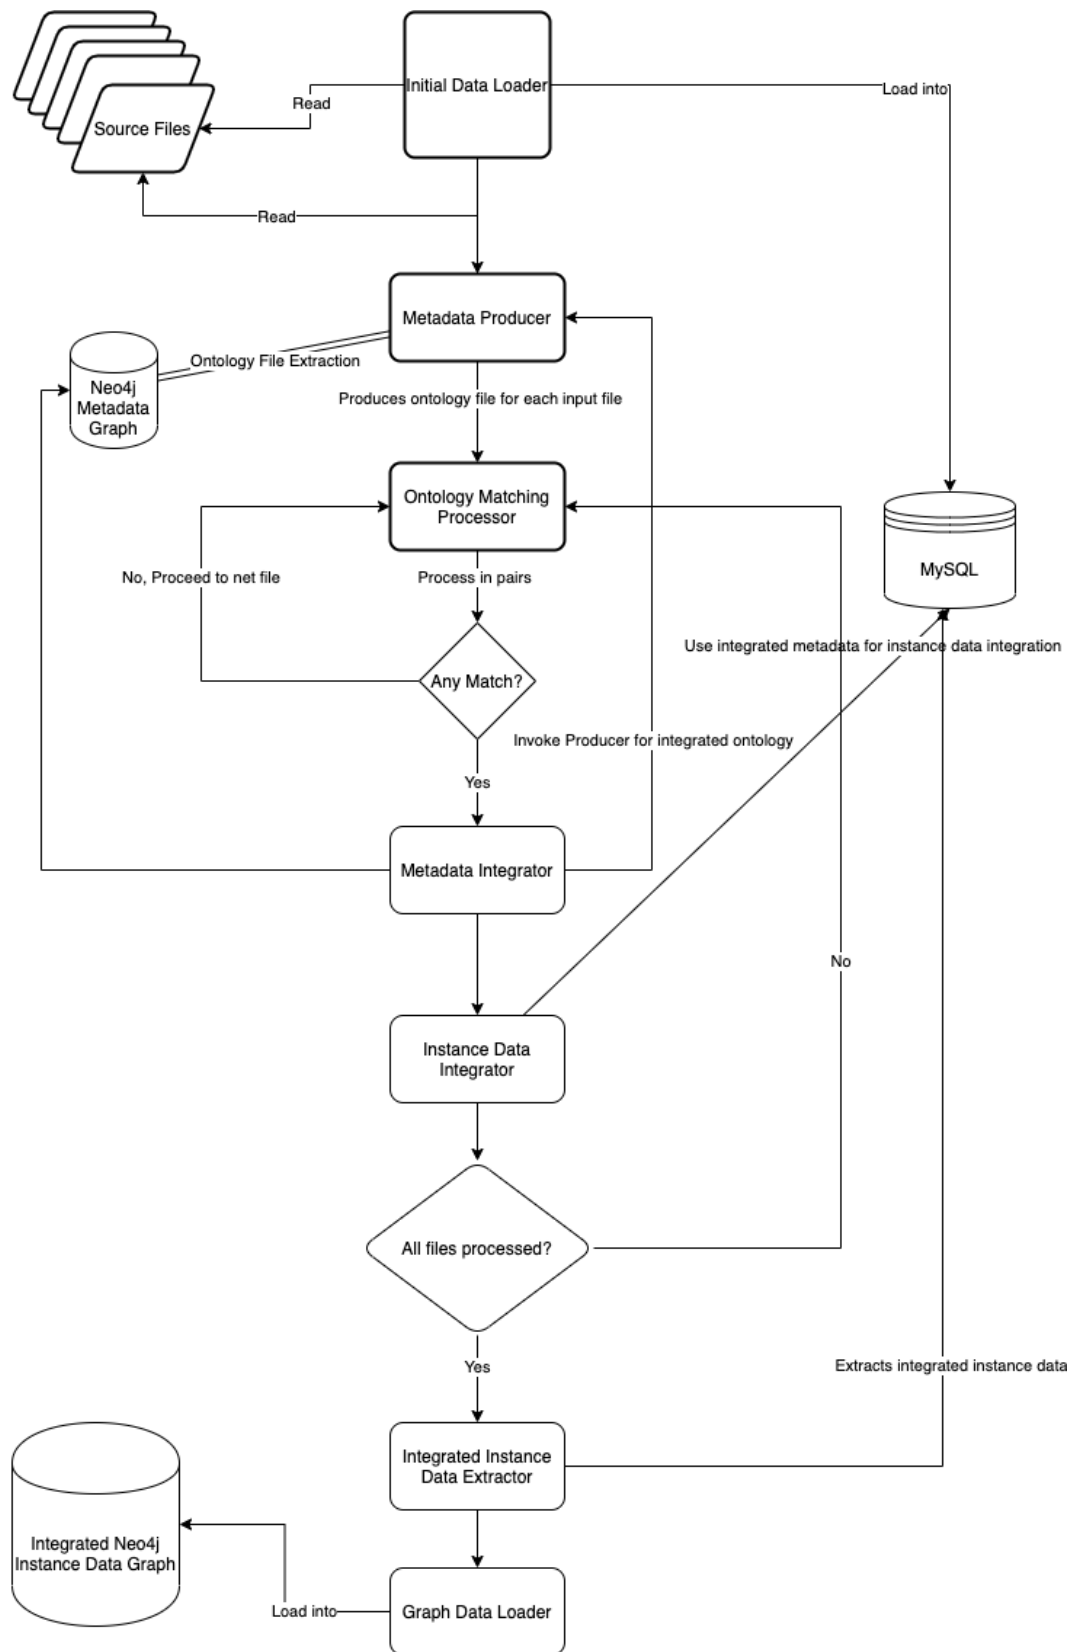 Initial Data Loader
Load into
Read
Source Files
Read
Metadata Producer
Ontology File Extraction
Neo4j
Metadata
Graph
Produces ontology file for each input file
Ontology Matching
Processor
MySQL
No, Proceed to net file
Process in pairs
Use integrated metadata for instance data integration
Any Match?
Invoke Producer for integrated ontology
Yes
Metadata Integrator
No
Instance Data
Integrator
All files processed?
Yes
Extracts integrated instance data
Integrated Instance
Data Extractor
Integrated Neo4j
Instance Data Graph
Load into
Graph Data Loader